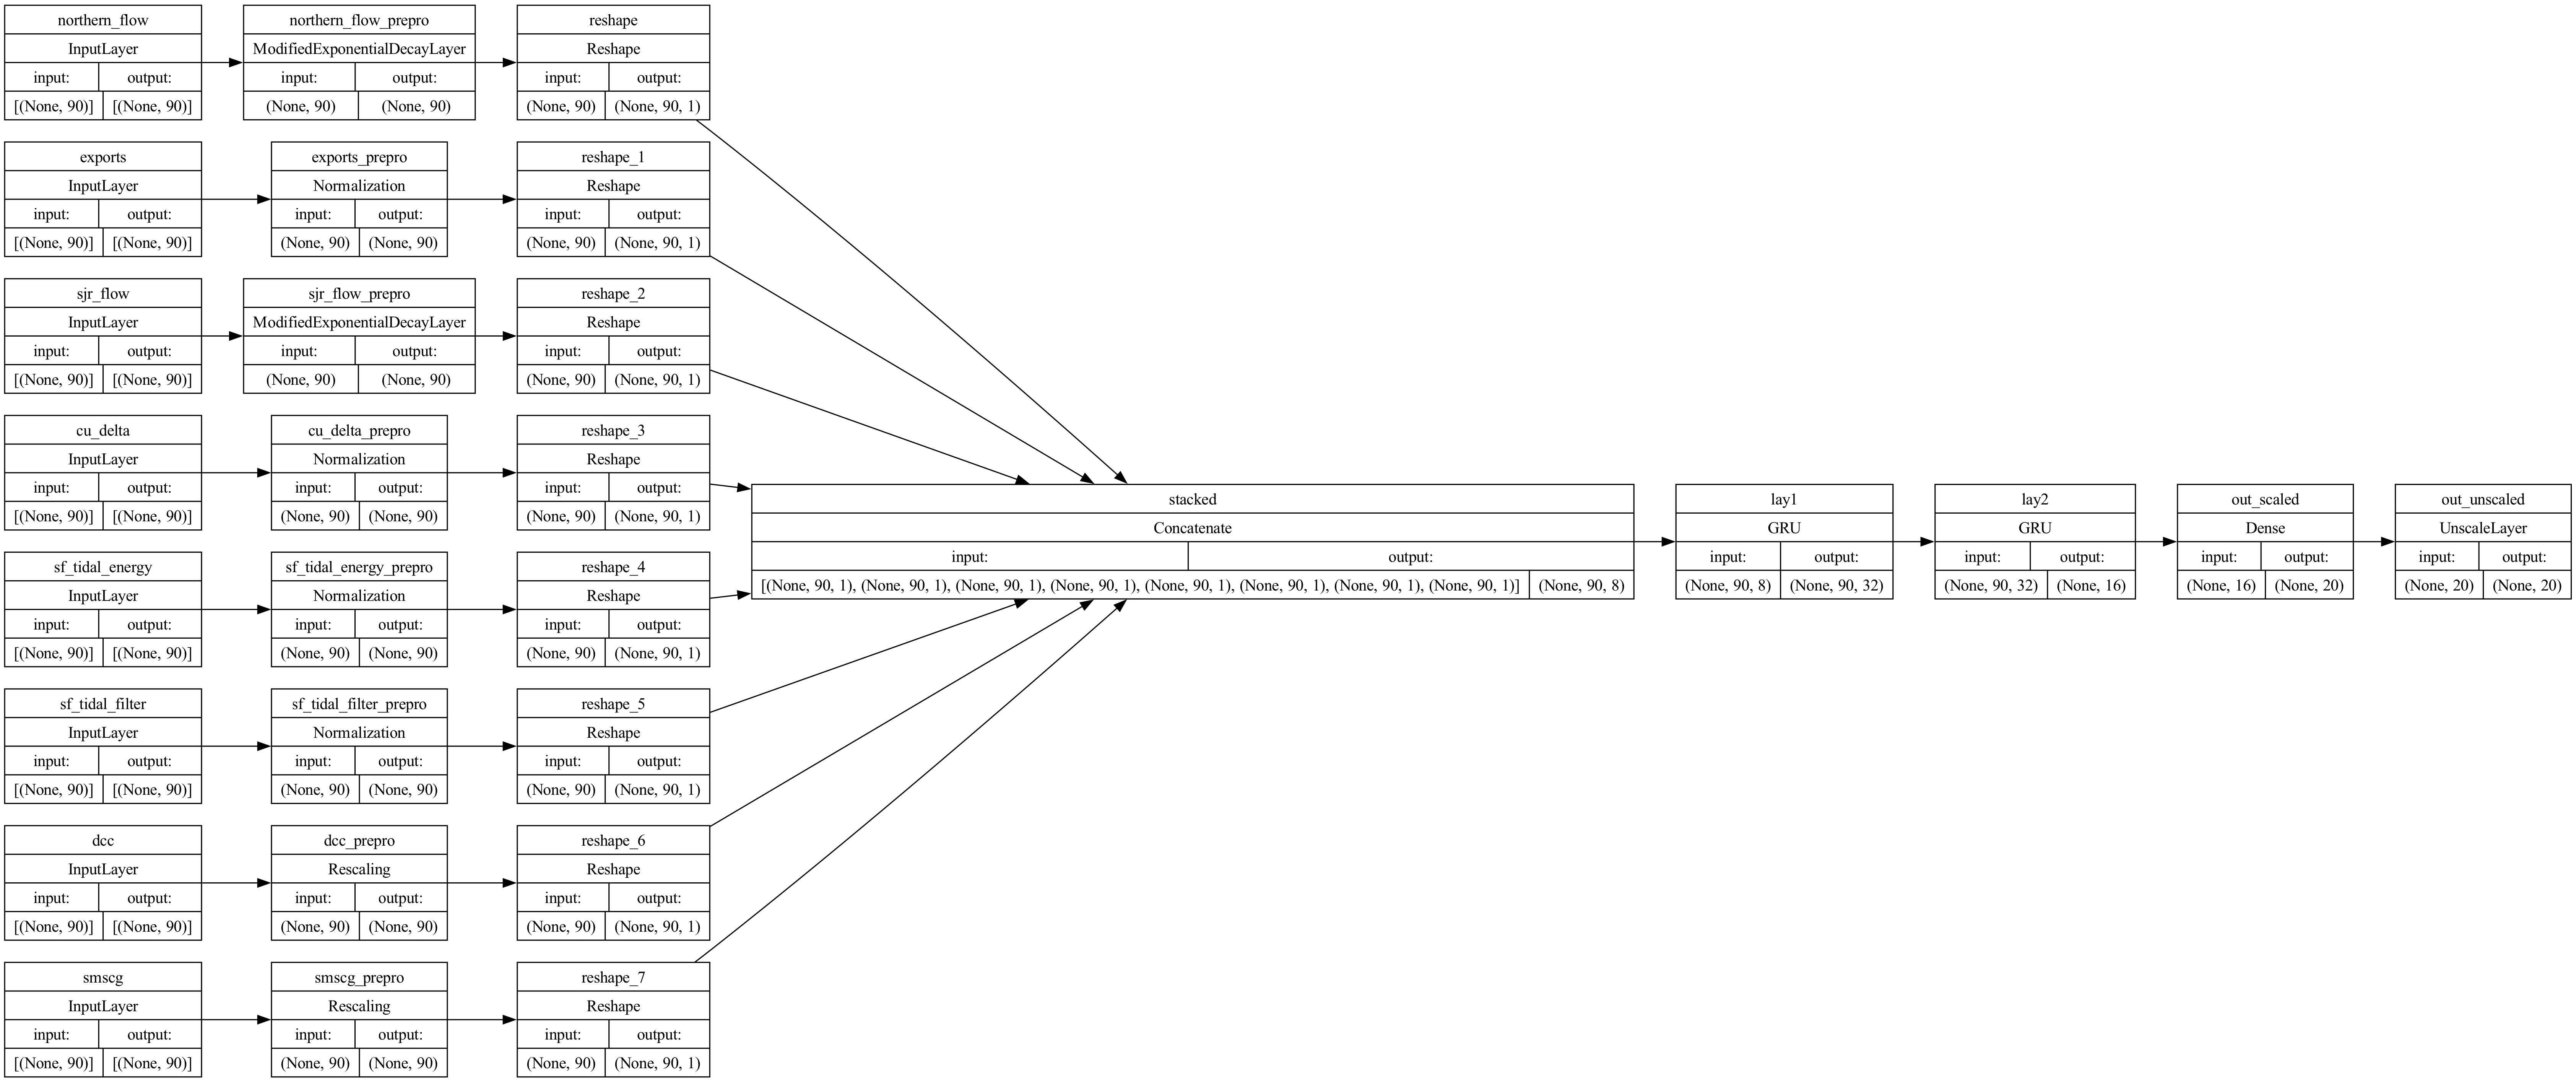 northern_flow
InputLayer
input: output:
[(None, 90)] [(None, 90)]
northern_flow_prepro
ModifiedExponentialDecayLayer
input: output:
(None, 90) (None, 90)
reshape
Reshape
input: output:
(None, 90) (None, 90, 1)
exports
InputLayer
input: output:
[(None, 90)] [(None, 90)]
exports_prepro
Normalization
input: output:
(None, 90) (None, 90)
reshape_1
Reshape
input: output:
(None, 90) (None, 90, 1)
sjr_flow
InputLayer
input: output:
[(None, 90)] [(None, 90)]
sjr_flow_prepro
ModifiedExponentialDecayLayer
input: output:
(None, 90) (None, 90)
reshape_2
Reshape
input: output:
(None, 90) (None, 90, 1)
cu_delta
InputLayer
input: output:
[(None, 90)] [(None, 90)]
cu_delta_prepro
Normalization
input: output:
(None, 90) (None, 90)
reshape_3
Reshape
input: output:
(None, 90) (None, 90, 1)
sf_tidal_energy
InputLayer
input: output:
[(None, 90)] [(None, 90)]
sf_tidal_energy_prepro
Normalization
input: output:
(None, 90) (None, 90)
reshape_4
Reshape
input: output:
(None, 90) (None, 90, 1)
sf_tidal_filter
InputLayer
input: output:
[(None, 90)] [(None, 90)]
sf_tidal_filter_prepro
Normalization
input: output:
(None, 90) (None, 90)
reshape_5
Reshape
input: output:
(None, 90) (None, 90, 1)
dcc
InputLayer
input: output:
[(None, 90)] [(None, 90)]
dcc_prepro
Rescaling
input: output:
(None, 90) (None, 90)
reshape_6
Reshape
input: output:
(None, 90) (None, 90, 1)
smscg
InputLayer
input: output:
[(None, 90)] [(None, 90)]
smscg_prepro
Rescaling
input: output:
(None, 90) (None, 90)
reshape_7
Reshape
input: output:
(None, 90) (None, 90, 1)
stacked
Concatenate
input: output:
[(None, 90, 1), (None, 90, 1), (None, 90, 1), (None, 90, 1), (None, 90, 1), (None, 90, 1), (None, 90, 1), (None, 90, 1)] (None, 90, 8)
lay1
GRU
input: output:
(None, 90, 8) (None, 90, 32)
lay2
GRU
input: output:
(None, 90, 32) (None, 16)
out_scaled
Dense
input: output:
(None, 16) (None, 20)
out_unscaled
UnscaleLayer
input: output:
(None, 20) (None, 20)